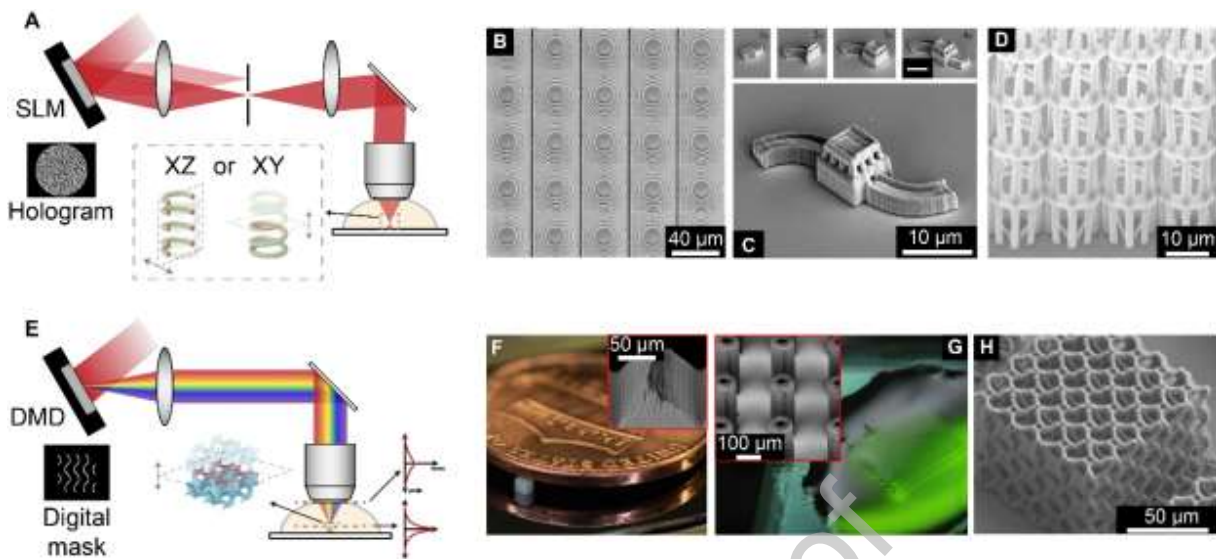 A
SLM
Hologram
XZ or XY
B
40 μm
C
10 μm
D
10 μm
E
DMD
Digital
mask
F
50 μm
G
100 μm
H
50 μm